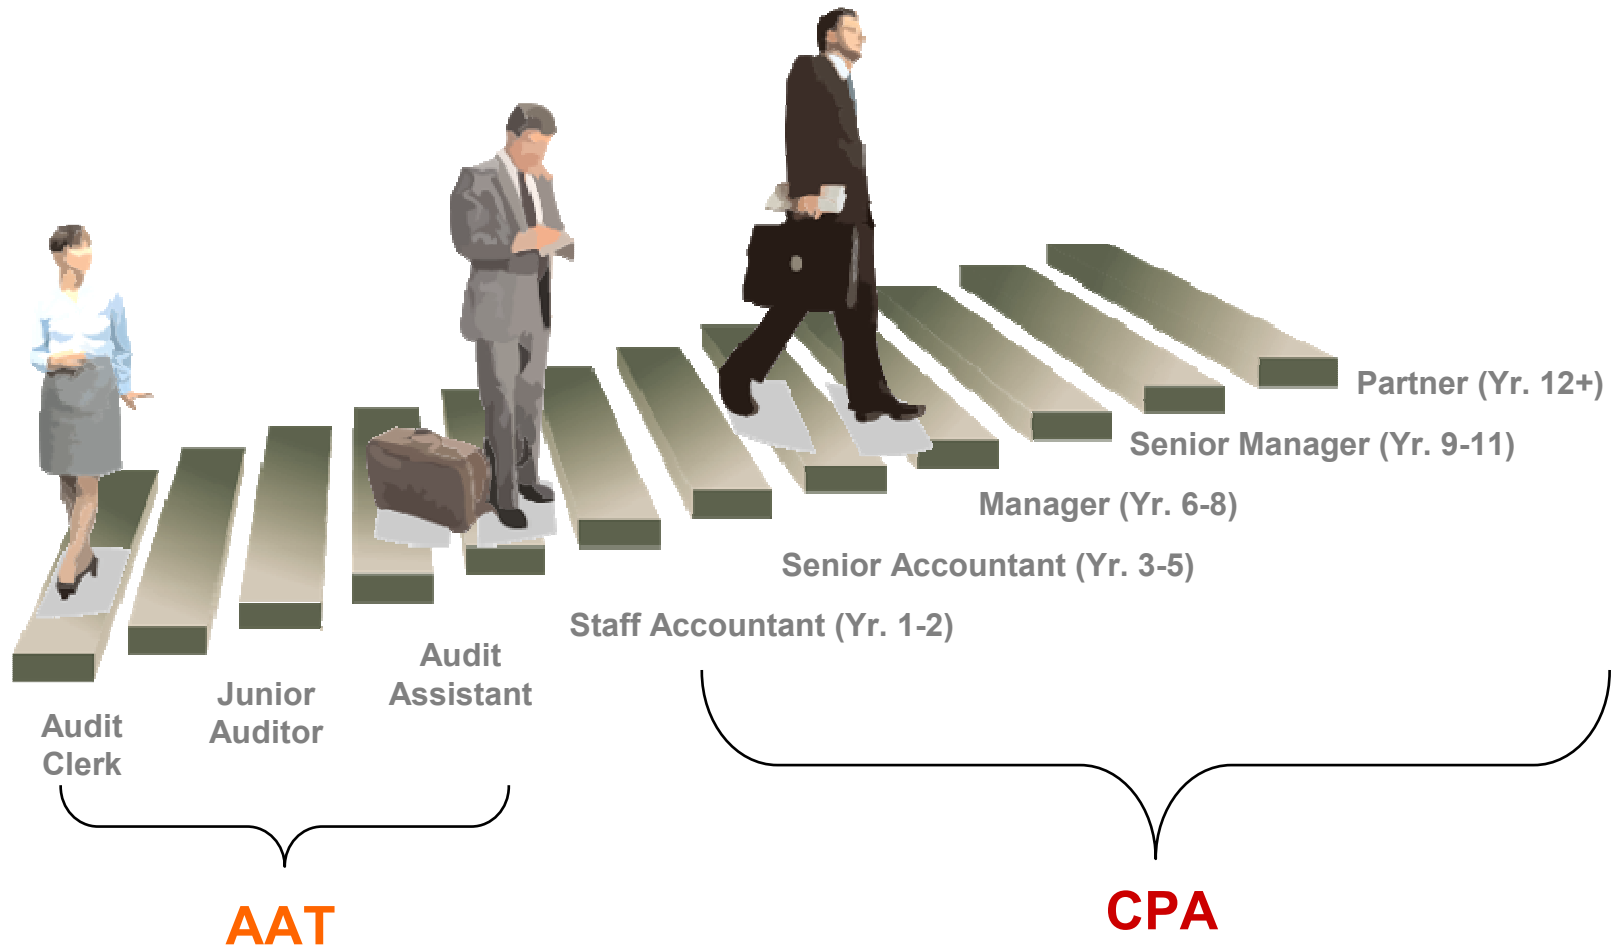 Partner (Yr. 12+)
Senior Manager (Yr. 9-11)
Manager (Yr. 6-8)
Senior Accountant (Yr. 3-5)
Staff Accountant (Yr. 1-2)
Audit
Assistant
Junior
Auditor
Audit
Clerk
AAT
CPA